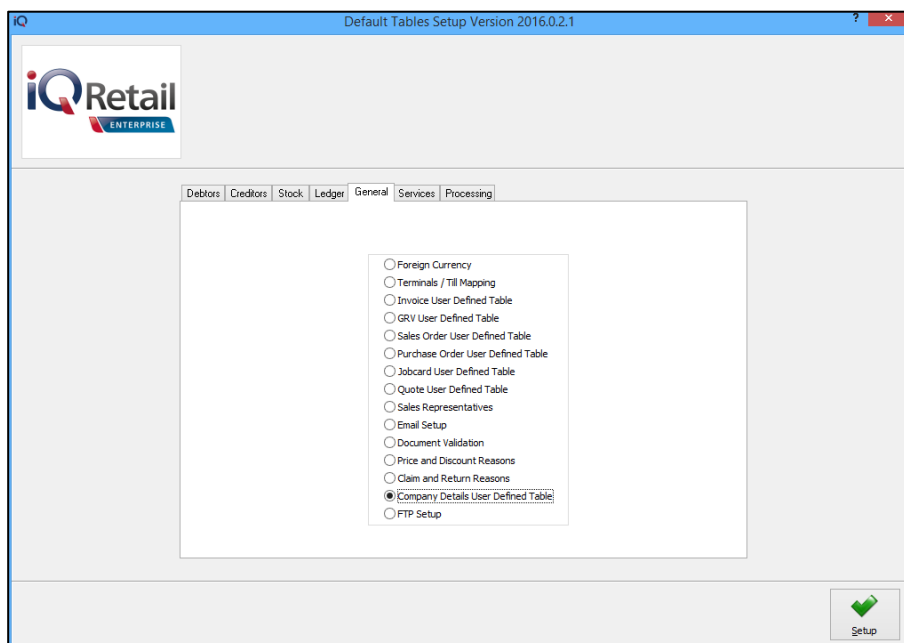 iQ Default Tables Setup Version 2016.0.2.1 ? ×
iQ Retail
ENTERPRISE
Debtors Creditors Stock Ledger General Services Processing
Foreign Currency
Terminals / Till Mapping
Invoice User Defined Table
GRV User Defined Table
Sales Order User Defined Table
Purchase Order User Defined Table
Jobcard User Defined Table
Quote User Defined Table
Sales Representatives
Email Setup
Document Validation
Price and Discount Reasons
Claim and Return Reasons
Company Details User Defined Table
FTP Setup
Setup